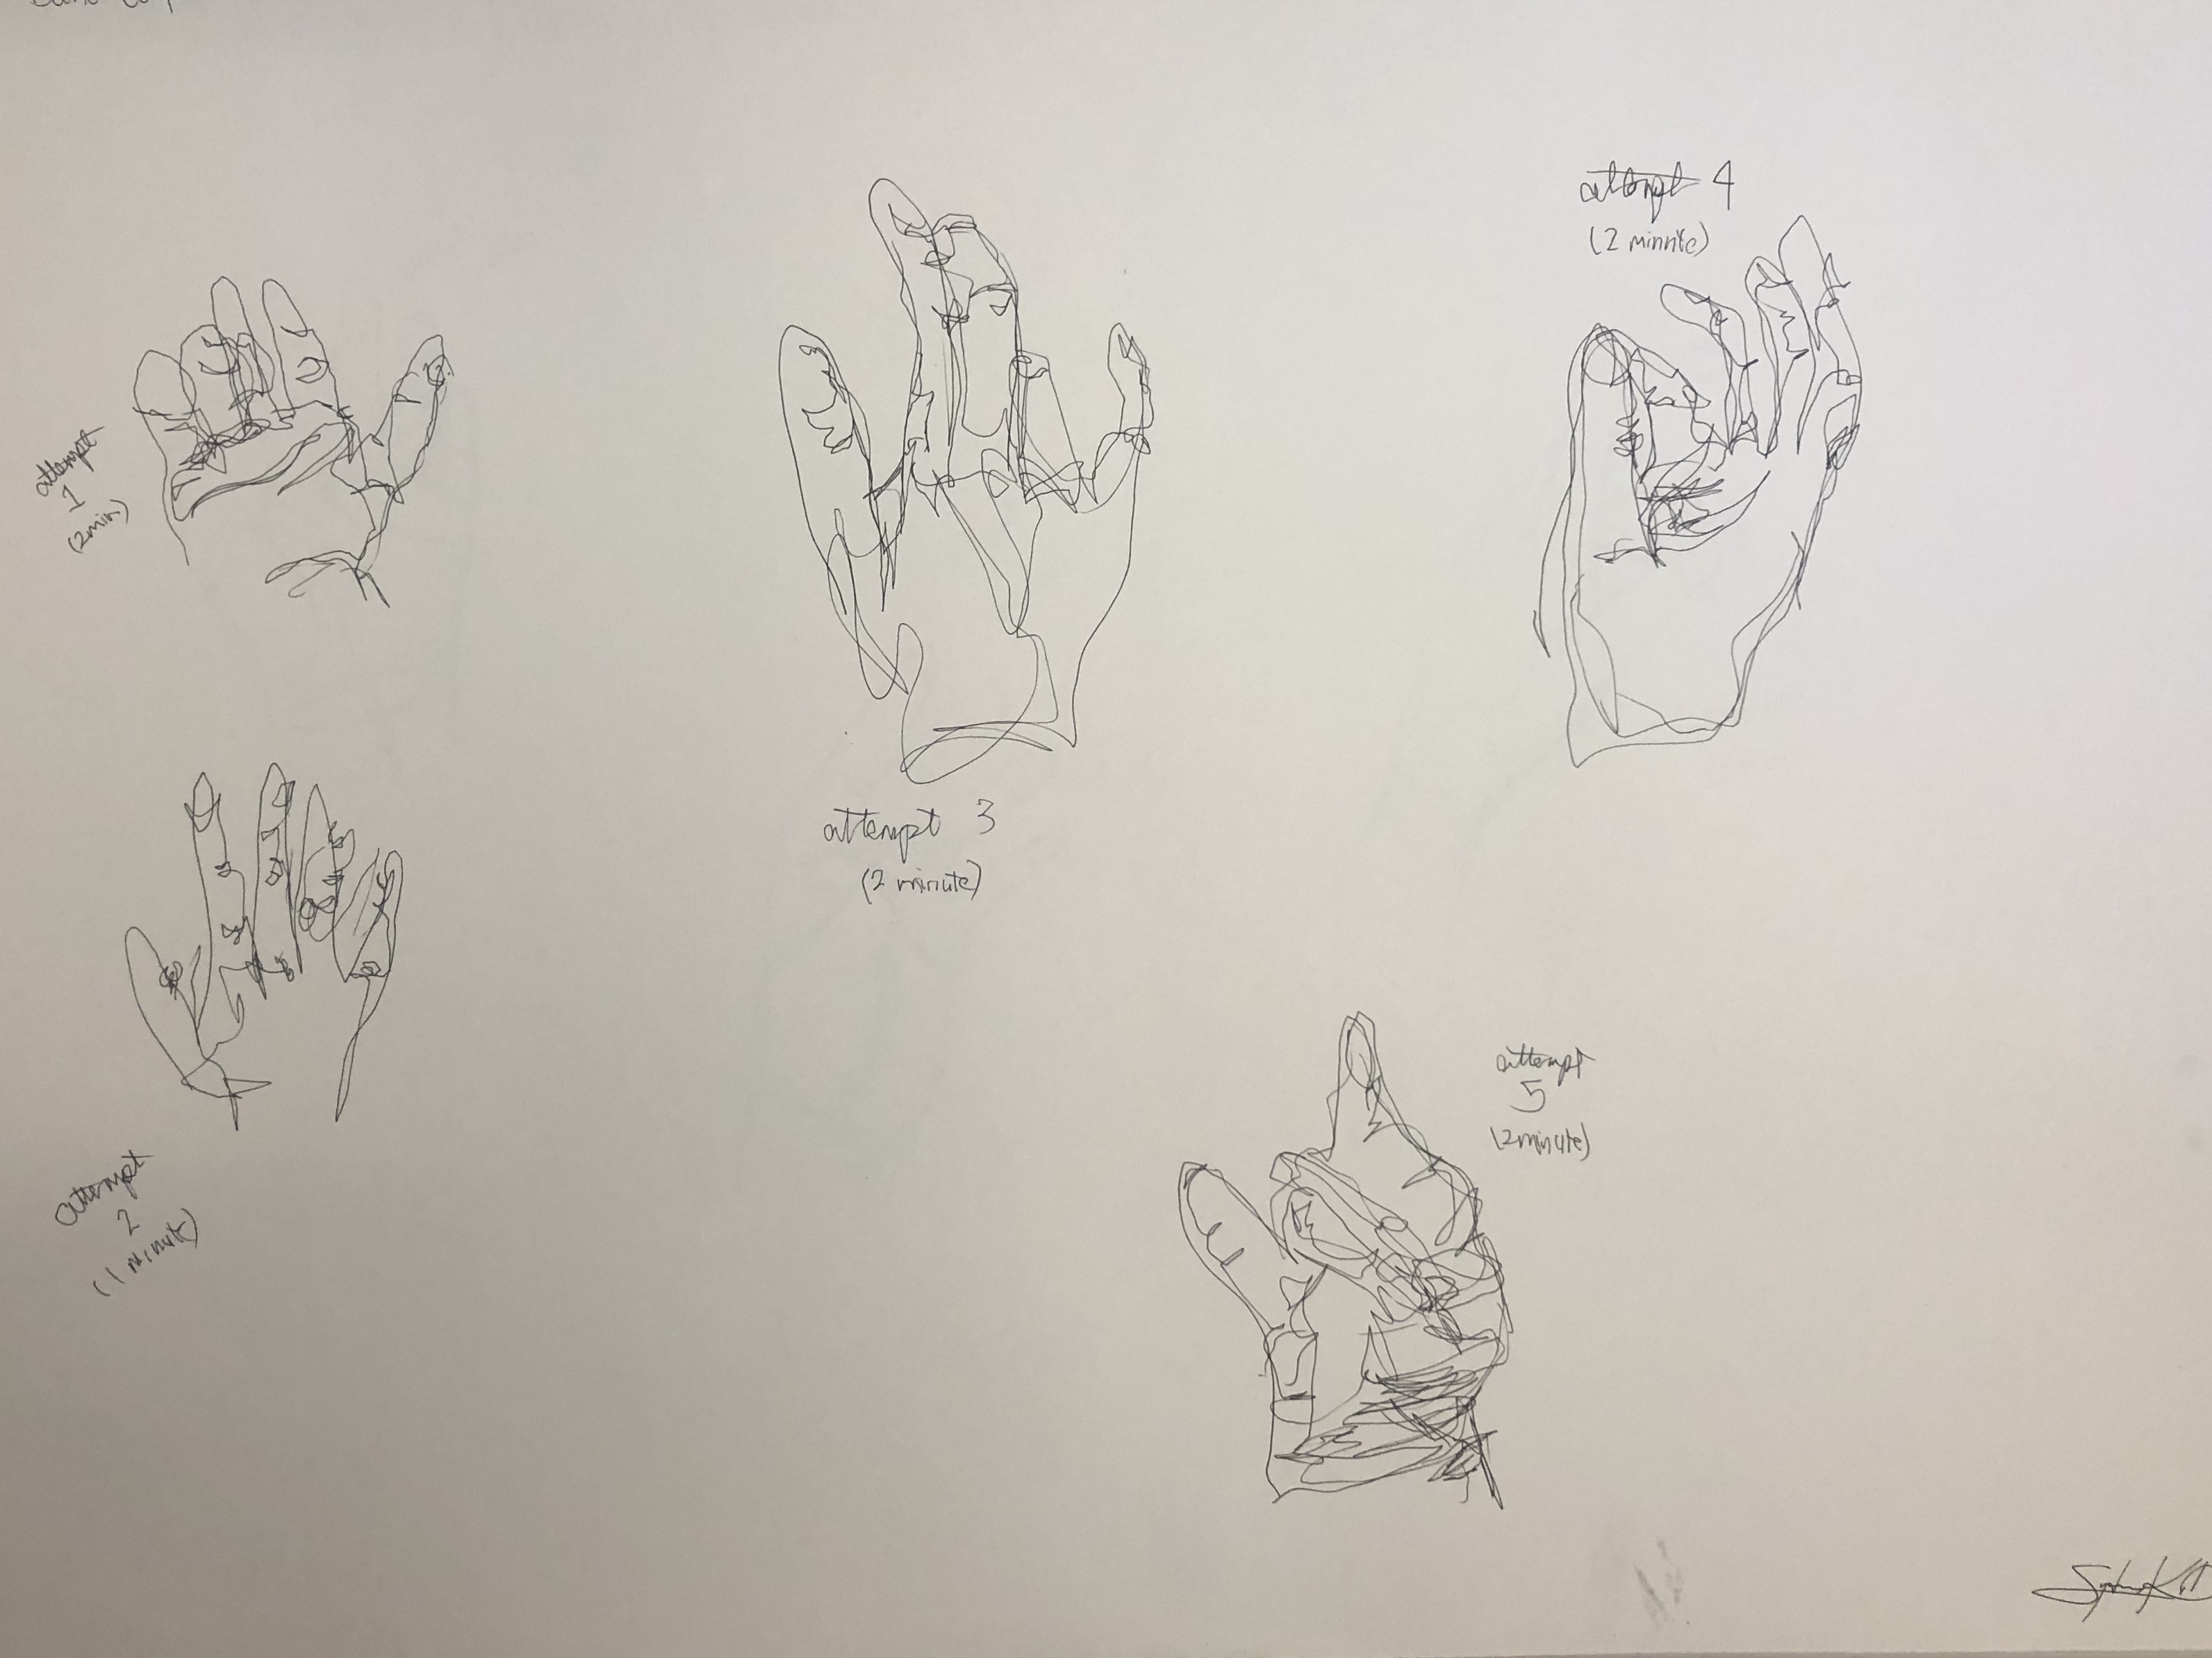 attempt
1
(2min)
attempt
2
(1 minute)
attempt 3
(2 minute)
attempt 4
(2 minute)
attempt
5
(2minute)